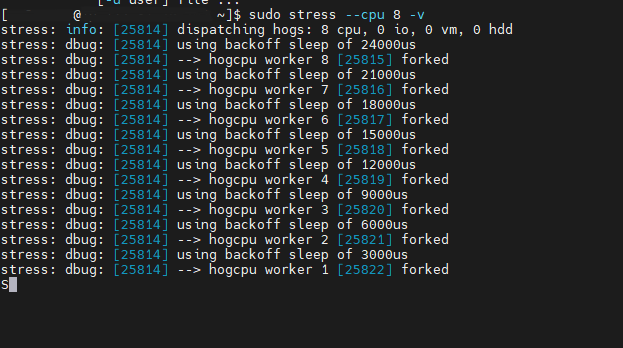 [-d user] file ...
[ @ ~]$ sudo stress --cpu 8 -v
stress: info: [25814] dispatching hogs: 8 cpu, 0 io, 0 vm, 0 hdd
stress: dbug: [25814] using backoff sleep of 24000us
stress: dbug: [25814] --> hogcpu worker 8 [25815] forked
stress: dbug: [25814] using backoff sleep of 21000us
stress: dbug: [25814] --> hogcpu worker 7 [25816] forked
stress: dbug: [25814] using backoff sleep of 18000us
stress: dbug: [25814] --> hogcpu worker 6 [25817] forked
stress: dbug: [25814] using backoff sleep of 15000us
stress: dbug: [25814] --> hogcpu worker 5 [25818] forked
stress: dbug: [25814] using backoff sleep of 12000us
stress: dbug: [25814] --> hogcpu worker 4 [25819] forked
stress: dbug: [25814] using backoff sleep of 9000us
stress: dbug: [25814] --> hogcpu worker 3 [25820] forked
stress: dbug: [25814] using backoff sleep of 6000us
stress: dbug: [25814] --> hogcpu worker 2 [25821] forked
stress: dbug: [25814] using backoff sleep of 3000us
stress: dbug: [25814] --> hogcpu worker 1 [25822] forked
S